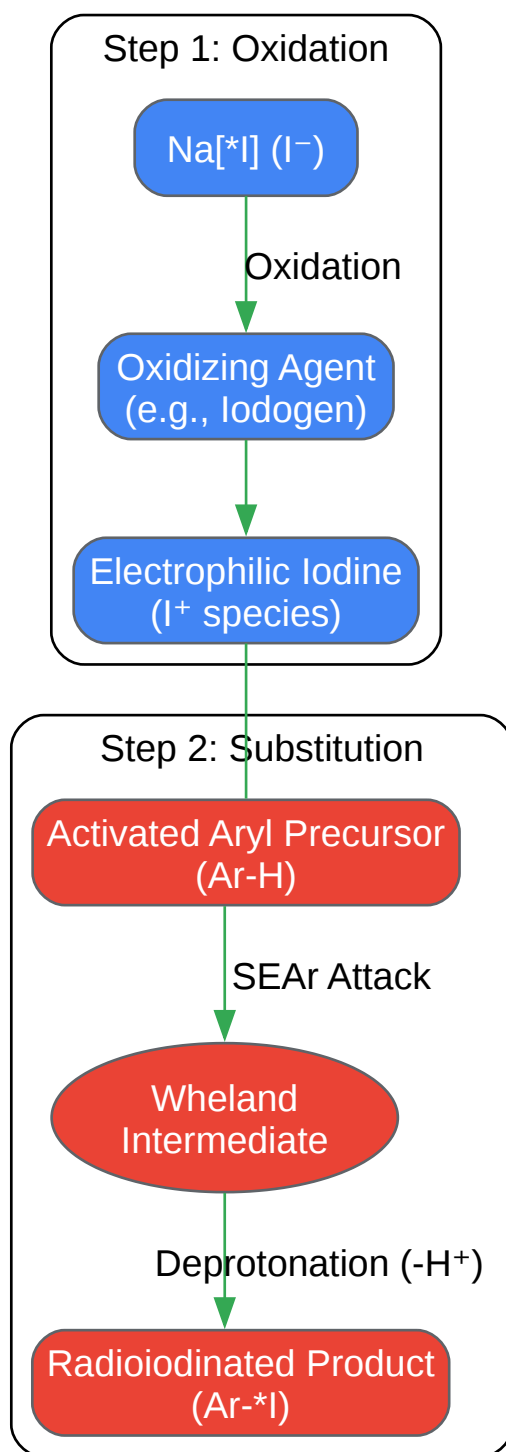 Step 1: Oxidation
Na[*I] (I⁻)
Oxidation
Oxidizing Agent
(e.g., Iodogen)
Electrophilic Iodine
(I⁺ species)
Step 2: Substitution
Activated Aryl Precursor
(Ar-H)
SEAr Attack
Wheland
Intermediate
Deprotonation (-H⁺)
Radioiodinated Product
(Ar-*I)